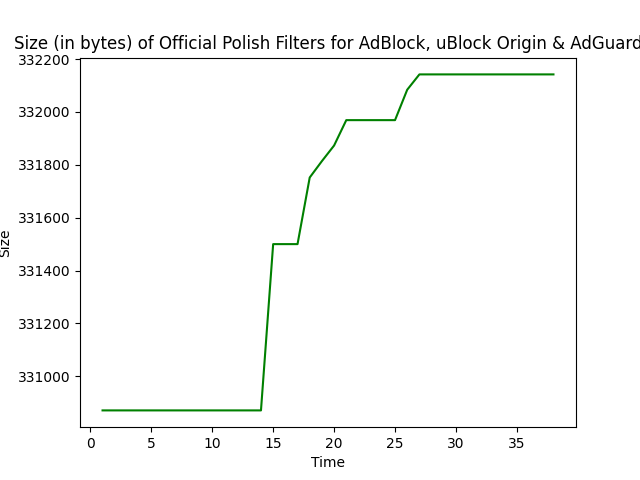 Size (in bytes) of Official Polish Filters for AdBlock, uBlock Origin & AdGuard
332200
332000
331800
331600
331400
331200
331000
Size
0 5 10 15 20 25 30 35
Time